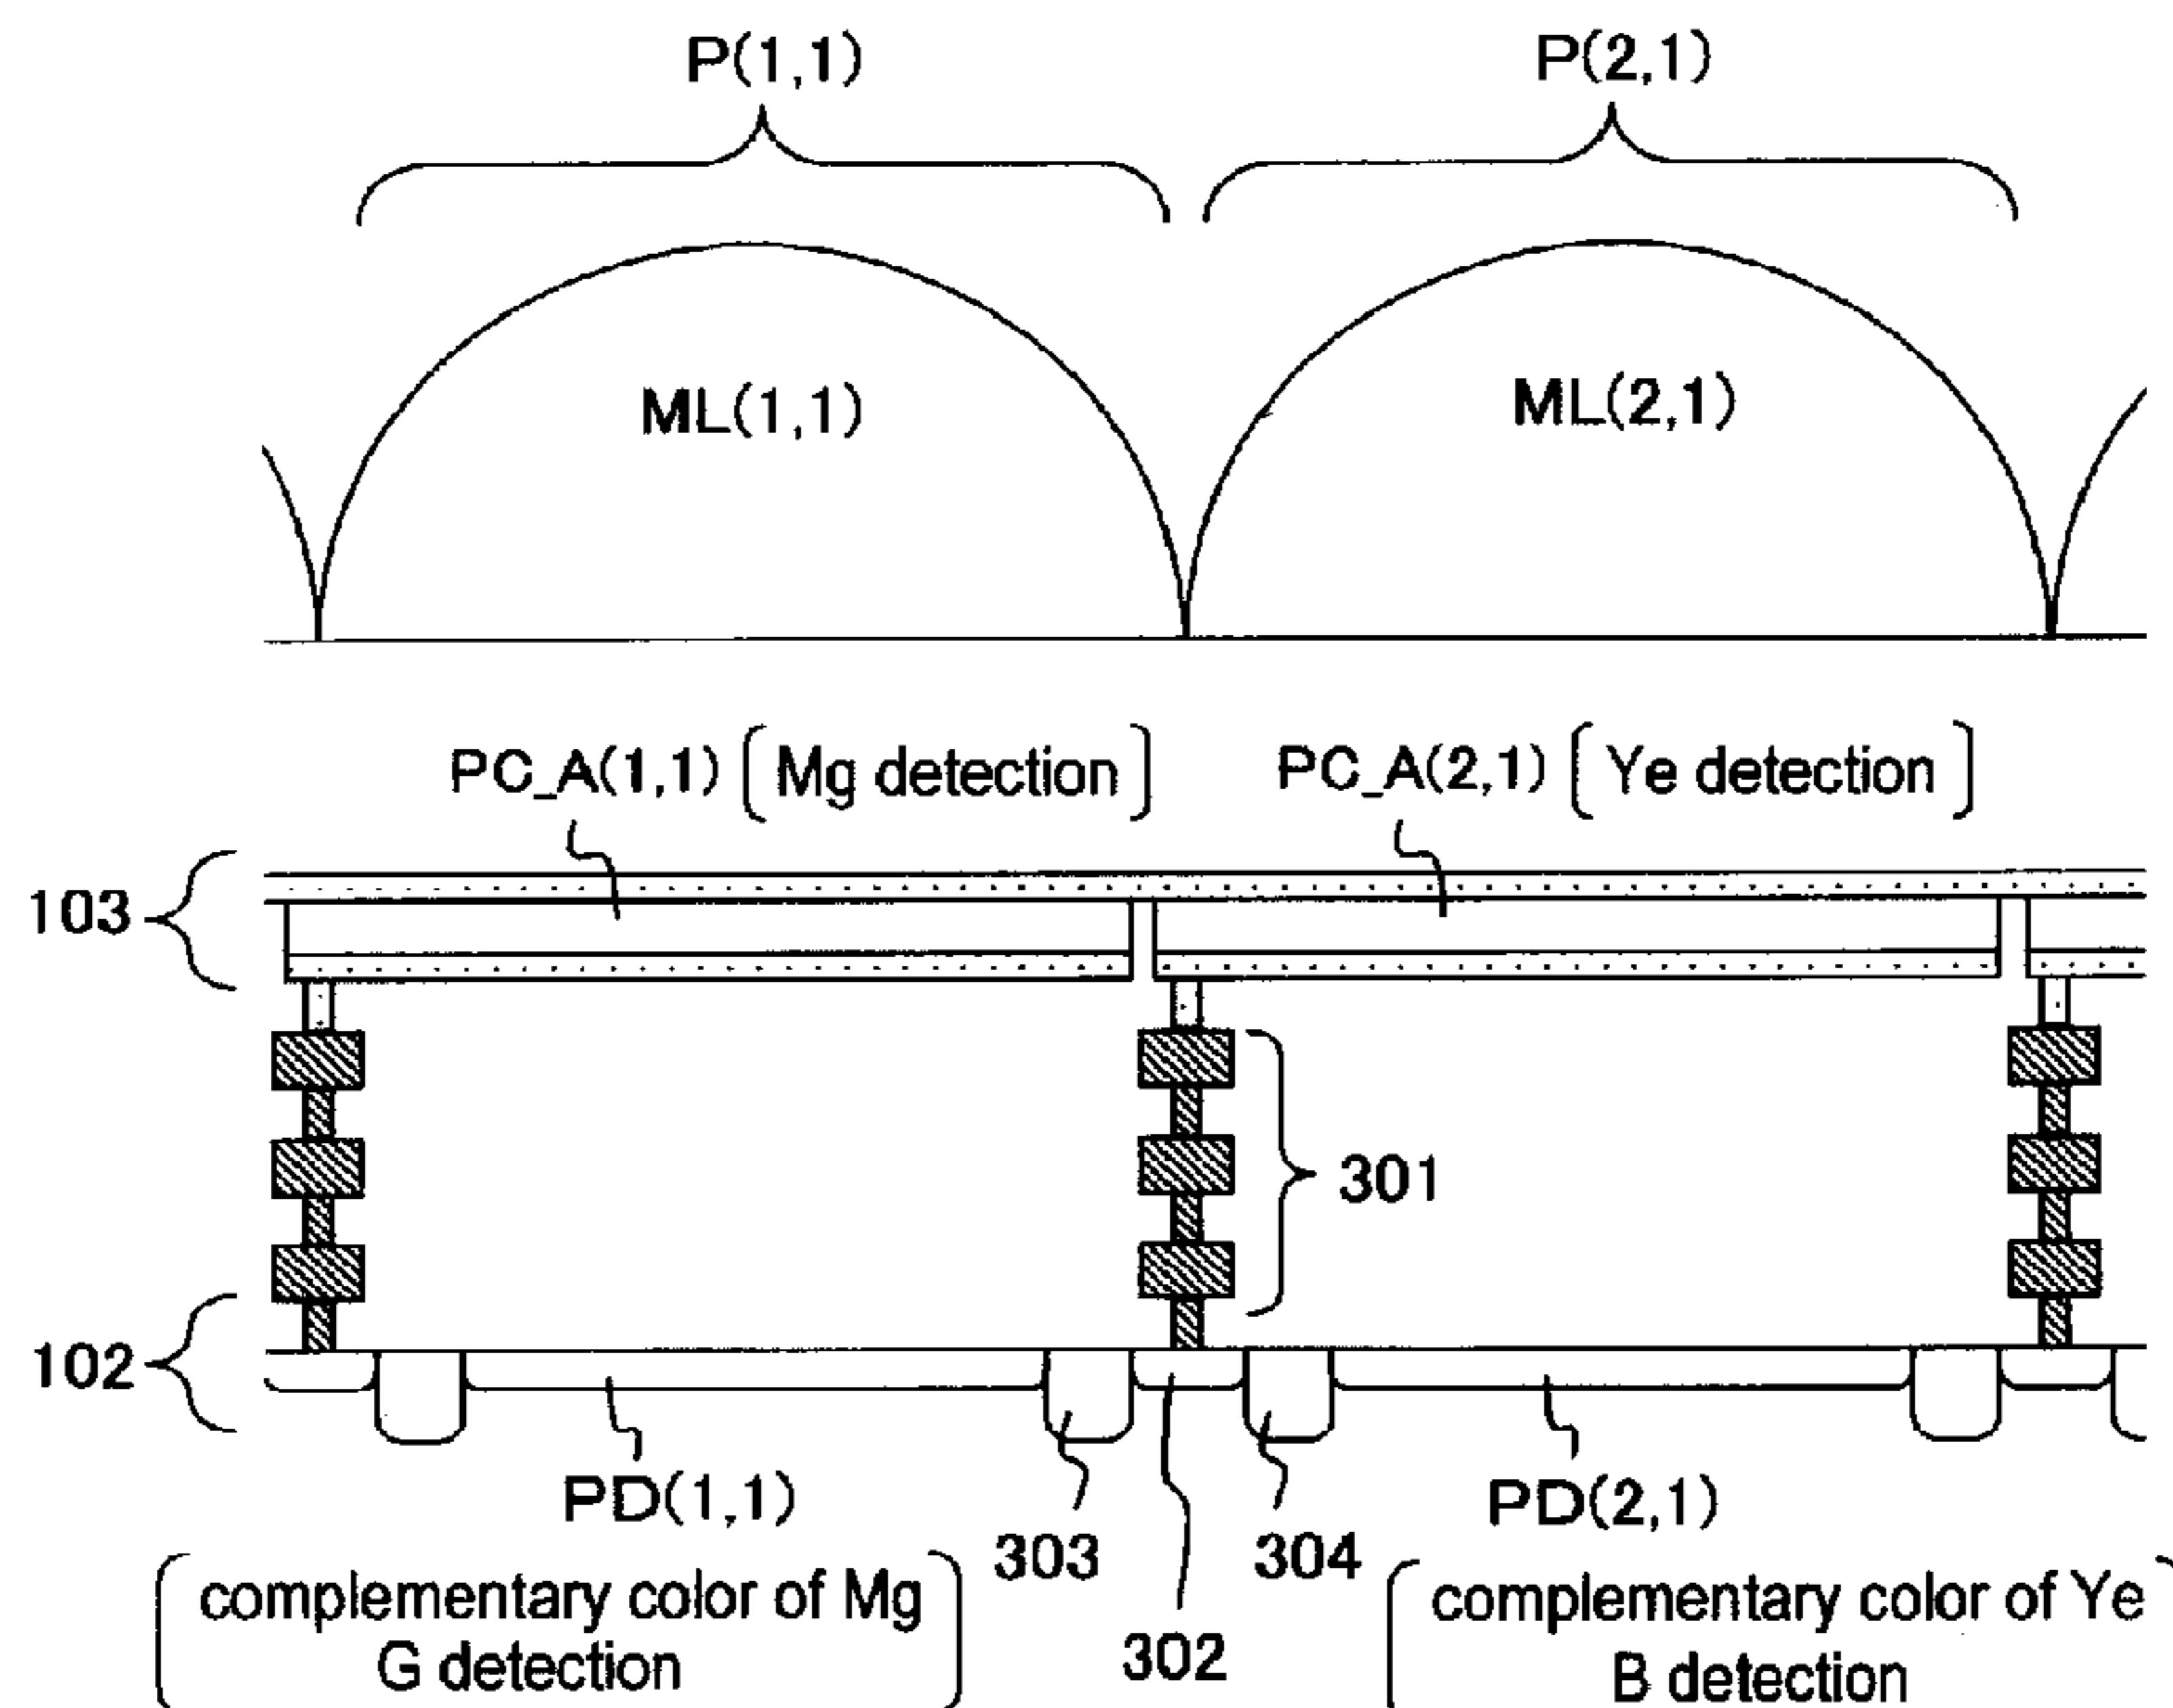 P(1,1) P(2,1)
ML(1,1) ML(2,1)
PC_A(1,1) [Mg detection] PC_A(2,1) [Ye detection]
103
301
102
PD(1,1) 303 304 PD(2,1)
complementary color of Mg 302 complementary color of Ye
G detection B detection